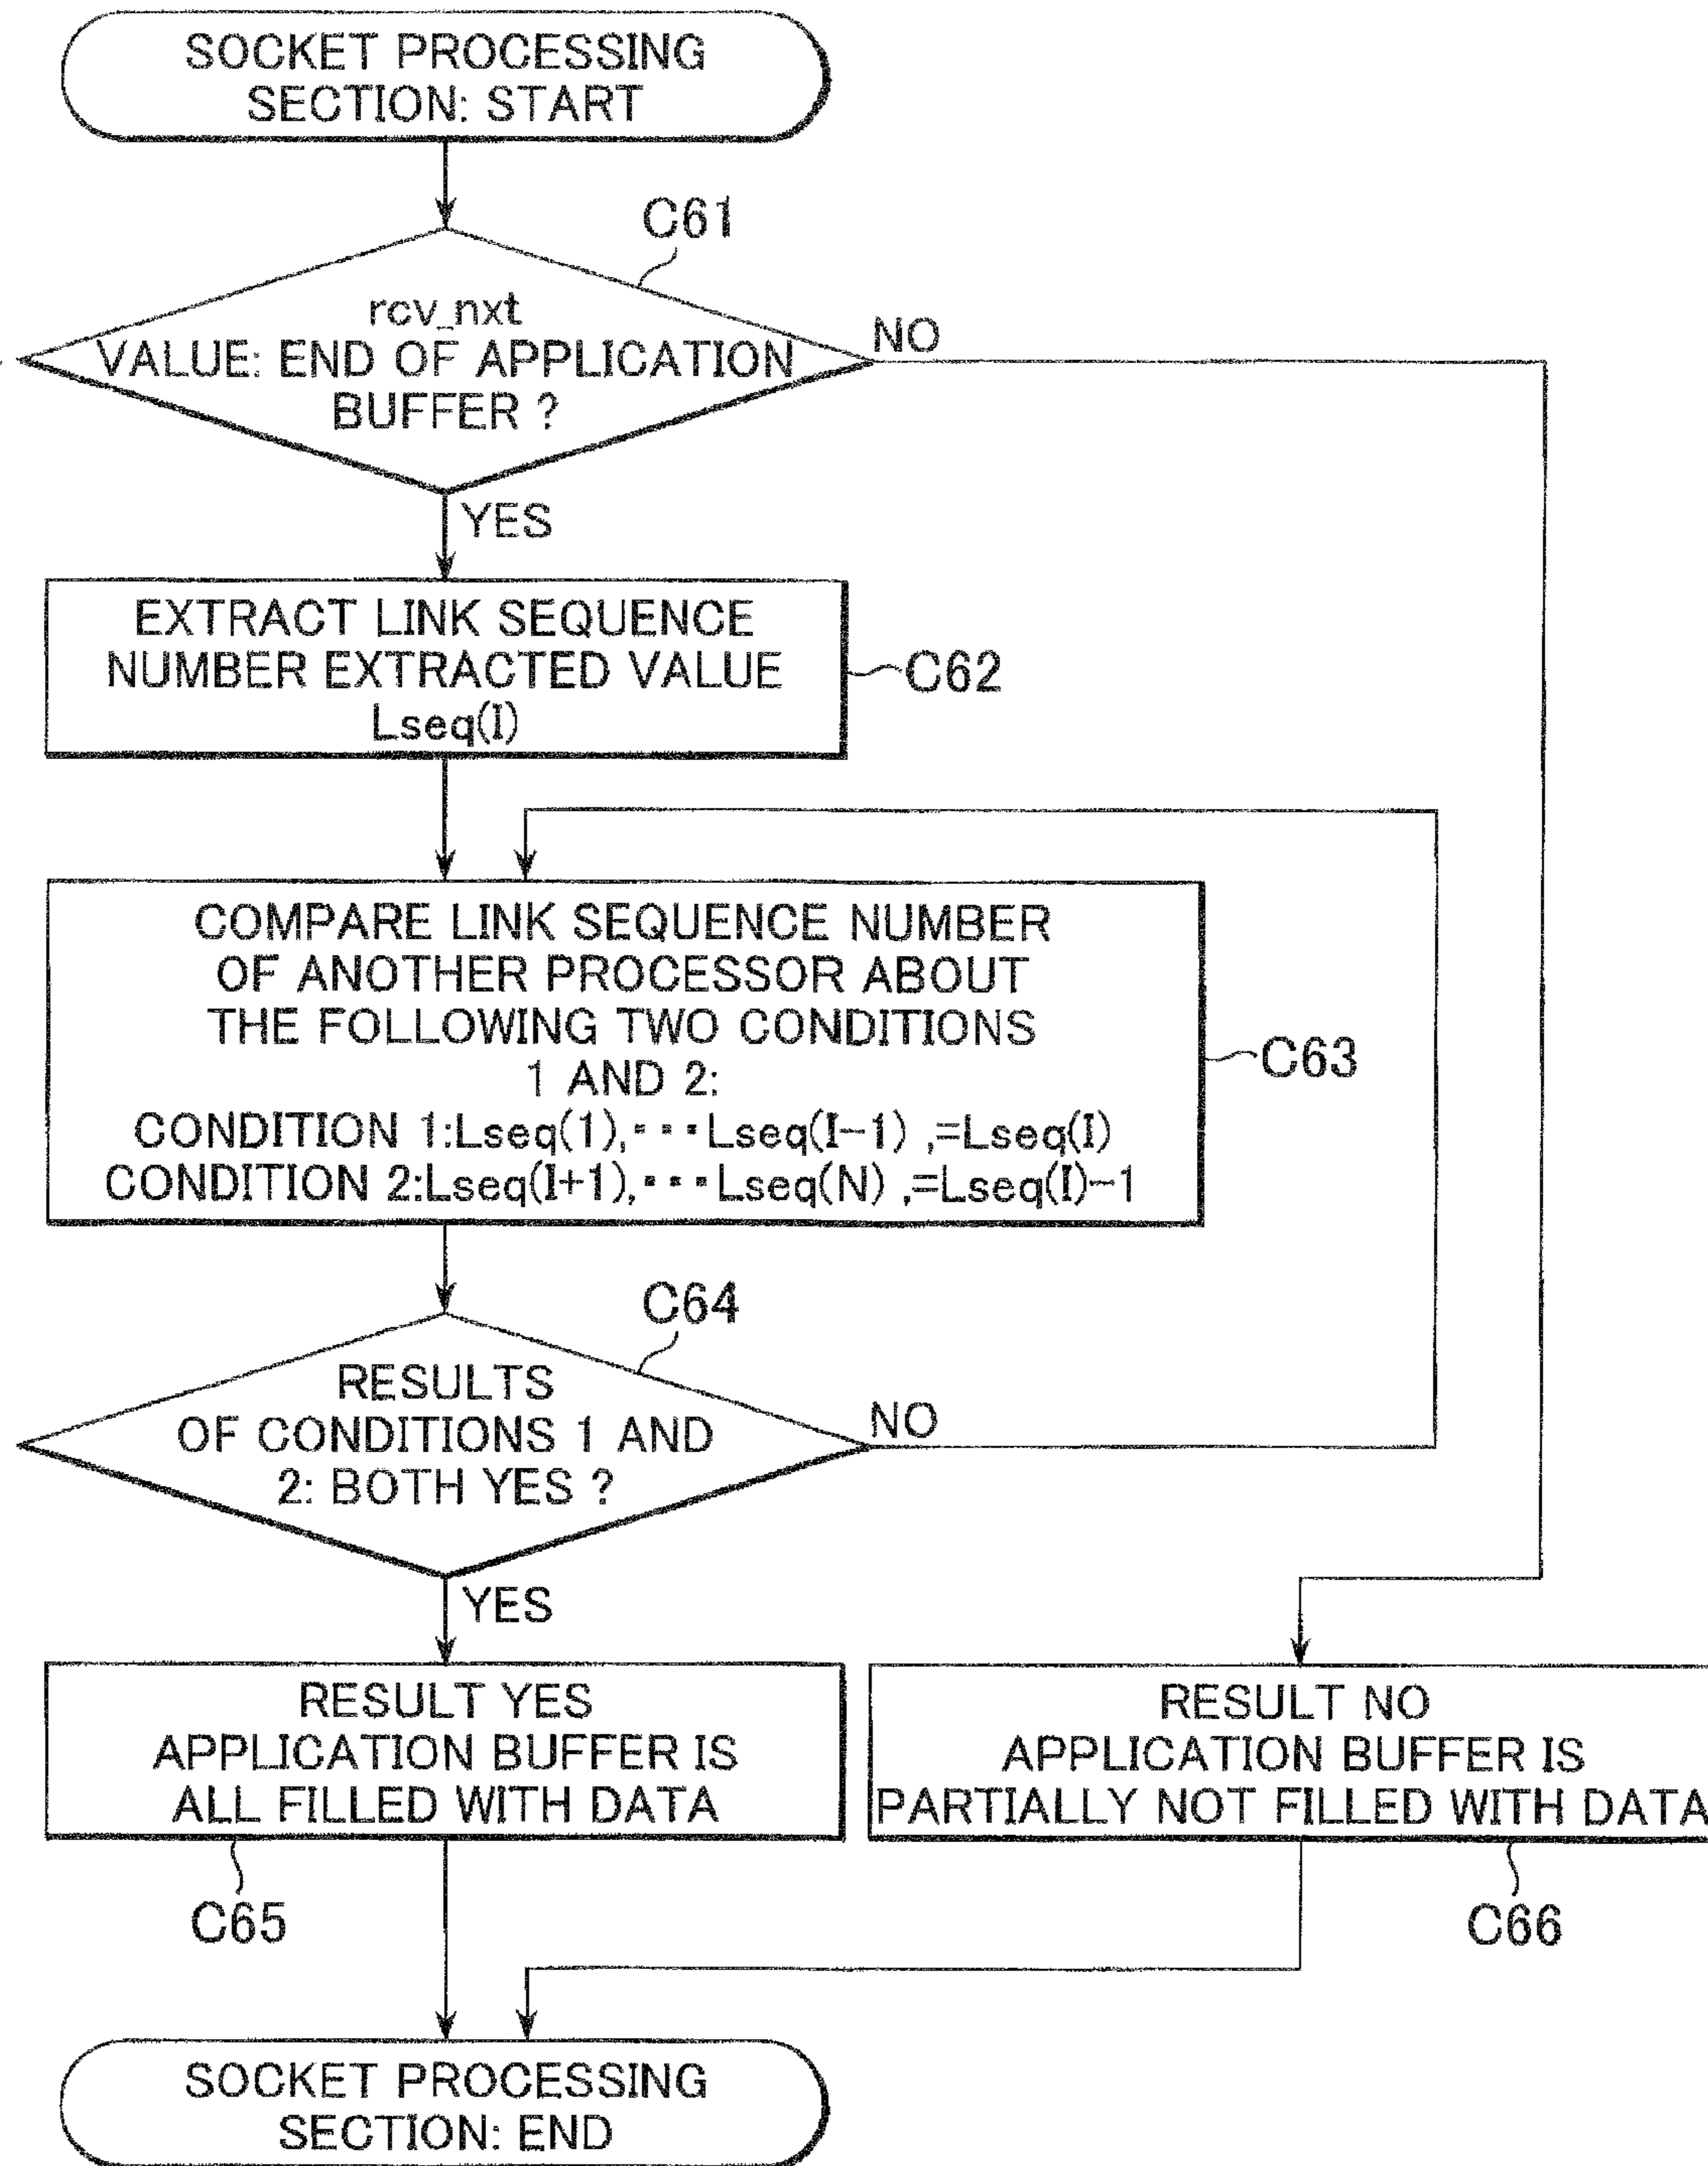 SOCKET PROCESSING
SECTION: START
C61
rcv_nxt
VALUE: END OF APPLICATION
BUFFER ?
NO
YES
EXTRACT LINK SEQUENCE
NUMBER EXTRACTED VALUE
Lseq(I)
C62
COMPARE LINK SEQUENCE NUMBER
OF ANOTHER PROCESSOR ABOUT
THE FOLLOWING TWO CONDITIONS
1 AND 2:
CONDITION 1:Lseq(1),･･･Lseq(I-1) ,=Lseq(I)
CONDITION 2:Lseq(I+1),･･･Lseq(N) ,=Lseq(I)-1
C63
C64
RESULTS
OF CONDITIONS 1 AND
2: BOTH YES ?
NO
YES
RESULT YES
APPLICATION BUFFER IS
ALL FILLED WITH DATA
C65
RESULT NO
APPLICATION BUFFER IS
PARTIALLY NOT FILLED WITH DATA
C66
SOCKET PROCESSING
SECTION: END